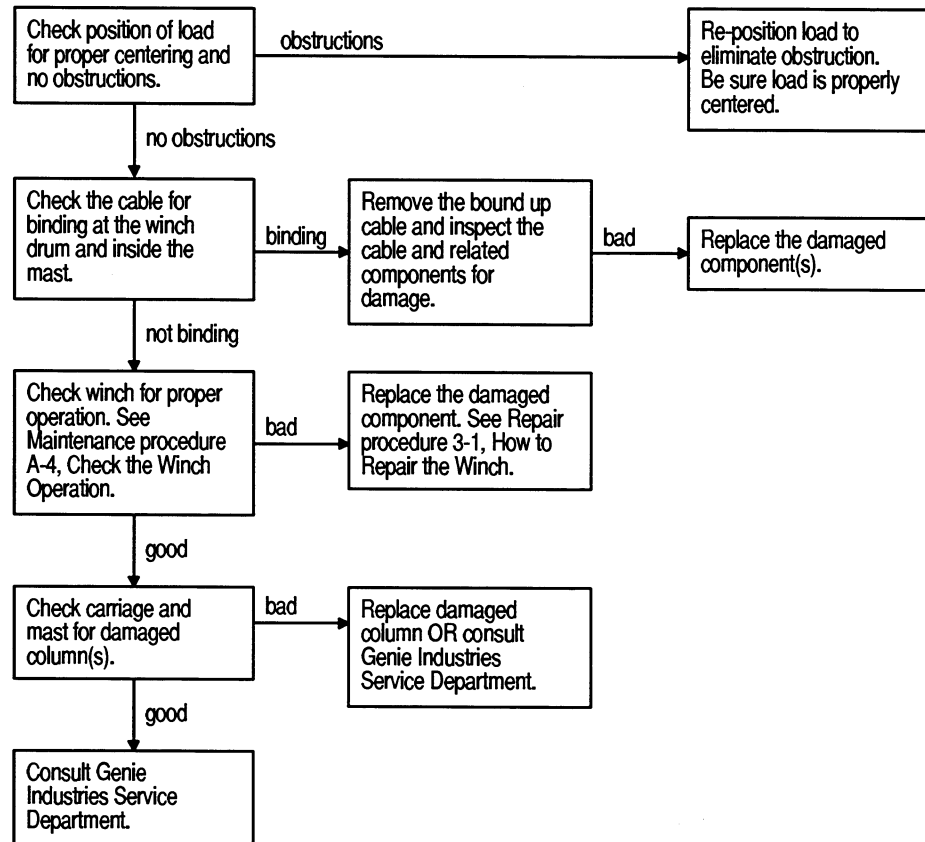 Check position of load
for proper centering and
no obstructions.
obstructions
Re-position load to
eliminate obstruction.
Be sure load is properly
centered.
no obstructions
Check the cable for
binding at the winch
drum and inside the
mast.
binding
Remove the bound up
cable and inspect the
cable and related
components for
damage.
bad
Replace the damaged
component(s).
not binding
Check winch for proper
operation. See
Maintenance procedure
A-4, Check the Winch
Operation.
bad
Replace the damaged
component. See Repair
procedure 3-1, How to
Repair the Winch.
good
Check carriage and
mast for damaged
column(s).
bad
Replace damaged
column OR consult
Genie Industries
Service Department.
good
Consult Genie
Industries Service
Department.